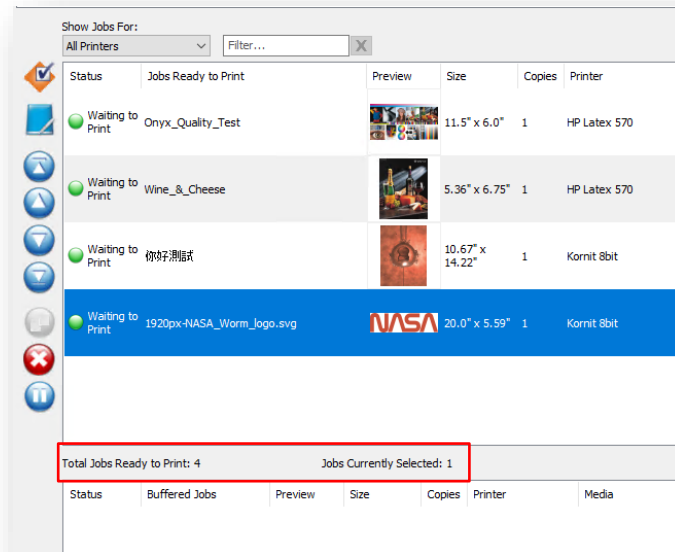 Show Jobs For:
All Printers Filter... X
Status Jobs Ready to Print Preview Size Copies Printer
Waiting to Print Onyx_Quality_Test 11.5" x 6.0" 1 HP Latex 570
Waiting to Print Wine_&_Cheese 5.36" x 6.75" 1 HP Latex 570
Waiting to Print 你好測試 10.67" x 14.22" 1 Kornit 8bit
Waiting to Print 1920px-NASA_Worm_logo.svg NASA 20.0" x 5.59" 1 Kornit 8bit
Total Jobs Ready to Print: 4 Jobs Currently Selected: 1
Status Buffered Jobs Preview Size Copies Printer Media